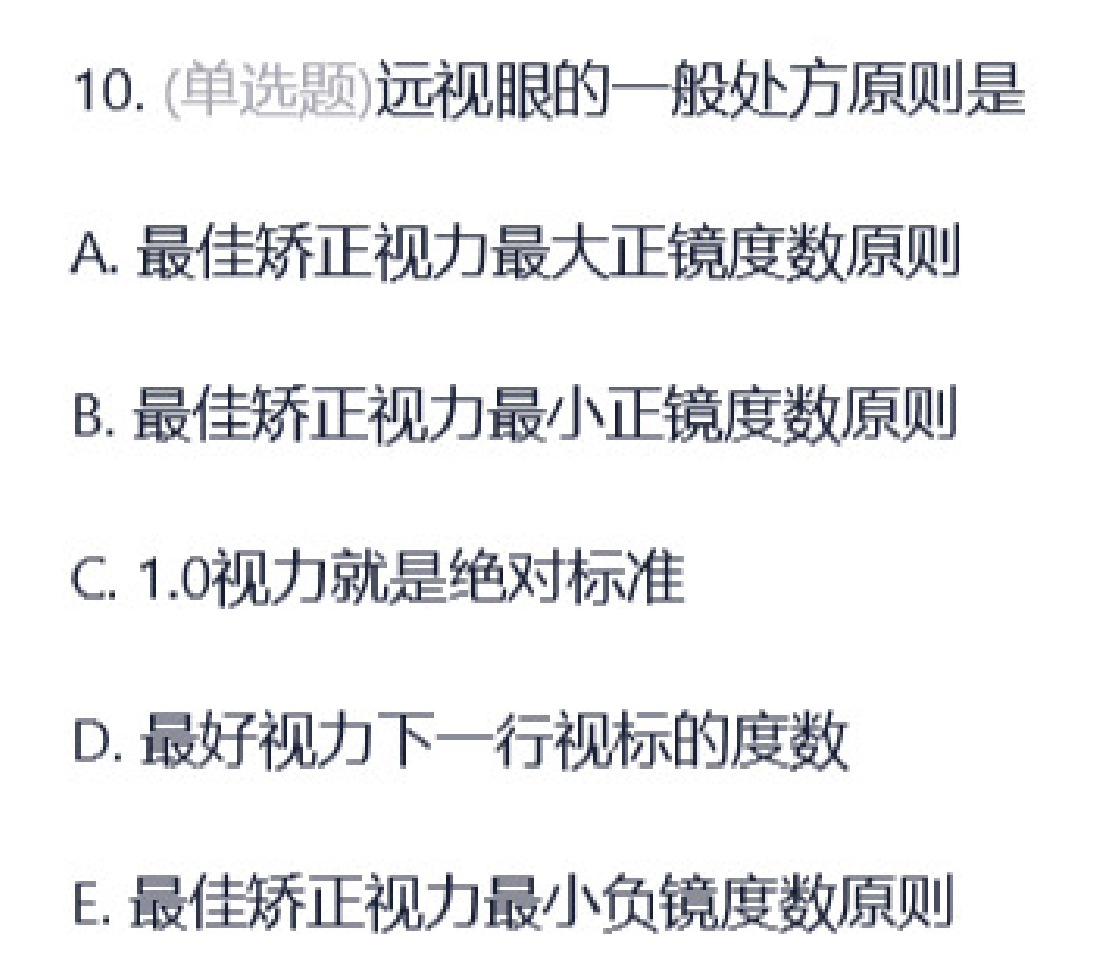 10. (单选题)远视眼的一般处方原则是
A. 最佳矫正视力最大正镜度数原则
B. 最佳矫正视力最小正镜度数原则
C. 1.0视力就是绝对标准
D. 最好视力下一行视标的度数
E. 最佳矫正视力最小负镜度数原则